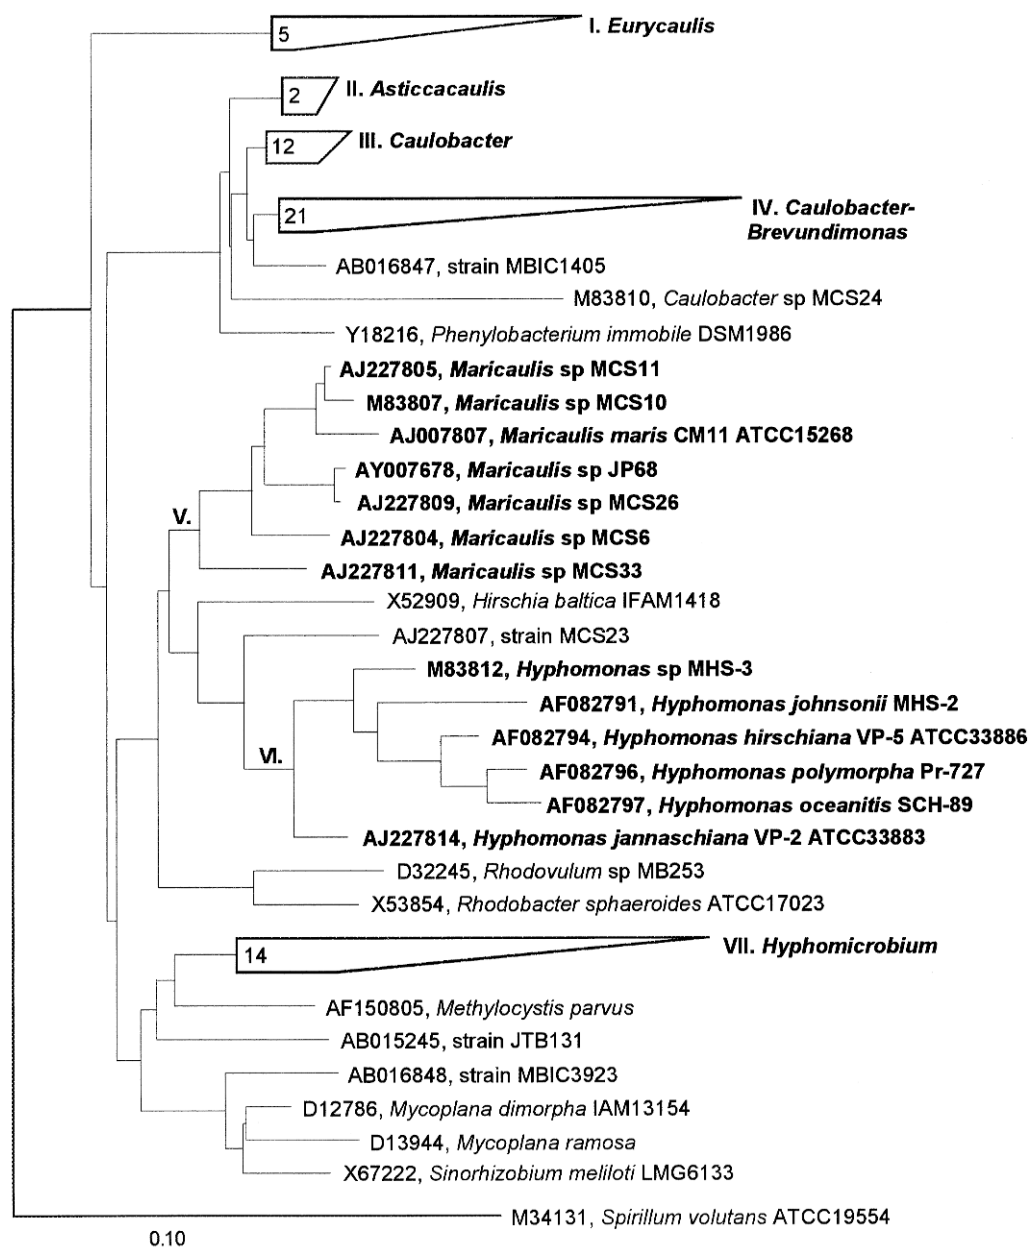 5
I. Eurycaulis
2
II. Asticcacaulis
12
III. Caulobacter
21
IV. Caulobacter-
Brevundimonas
AB016847, strain MBIC1405
M83810, Caulobacter sp MCS24
Y18216, Phenylobacterium immobile DSM1986
AJ227805, Maricaulis sp MCS11
M83807, Maricaulis sp MCS10
AJ007807, Maricaulis maris CM11 ATCC15268
AY007678, Maricaulis sp JP68
AJ227809, Maricaulis sp MCS26
V.
AJ227804, Maricaulis sp MCS6
AJ227811, Maricaulis sp MCS33
X52909, Hirschia baltica IFAM1418
AJ227807, strain MCS23
M83812, Hyphomonas sp MHS-3
AF082791, Hyphomonas johnsonii MHS-2
AF082794, Hyphomonas hirschiana VP-5 ATCC33886
VI.
AF082796, Hyphomonas polymorpha Pr-727
AF082797, Hyphomonas oceanitis SCH-89
AJ227814, Hyphomonas jannaschiana VP-2 ATCC33883
D32245, Rhodovulum sp MB253
X53854, Rhodobacter sphaeroides ATCC17023
14
VII. Hyphomicrobium
AF150805, Methylocystis parvus
AB015245, strain JTB131
AB016848, strain MBIC3923
D12786, Mycoplana dimorpha IAM13154
D13944, Mycoplana ramosa
X67222, Sinorhizobium meliloti LMG6133
M34131, Spirillum volutans ATCC19554
0.10